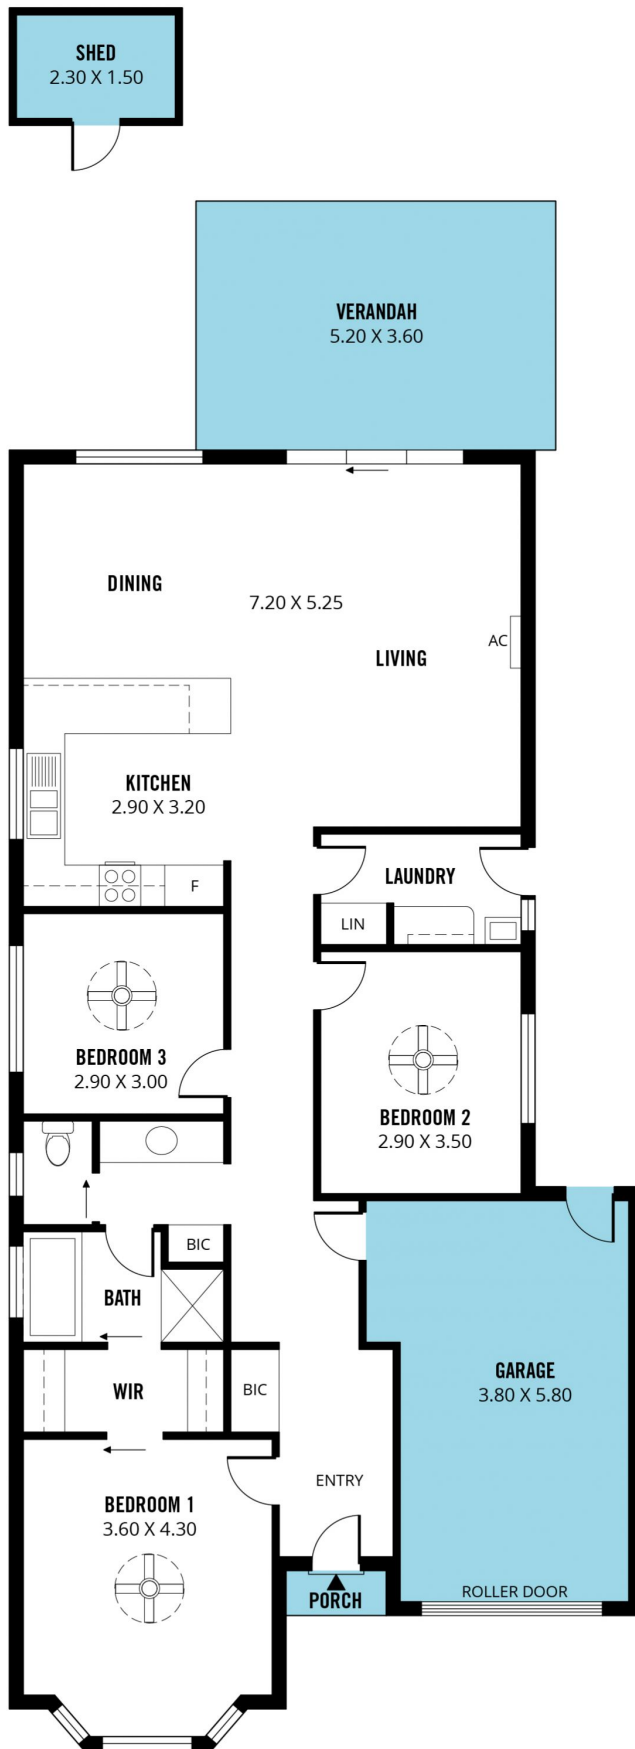 SHED
2.30 X 1.50
VERANDAH
5.20 X 3.60
DINING
7.20 X 5.25
LIVING
AC
KITCHEN
2.90 X 3.20
F
LAUNDRY
LIN
BEDROOM 3
2.90 X 3.00
BEDROOM 2
2.90 X 3.50
BIC
BATH
WIR
BIC
GARAGE
3.80 X 5.80
ENTRY
BEDROOM 1
3.60 X 4.30
ROLLER DOOR
PORCH